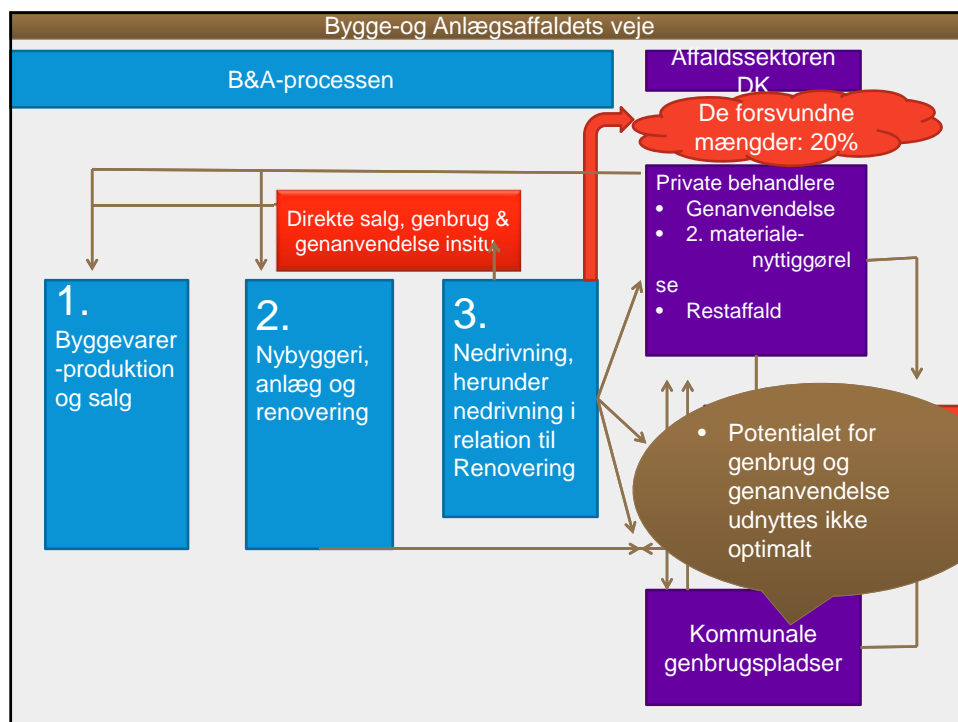 Bygge-og Anlægsaffaldets veje
B&A-processen
Affaldssektoren
DK
De forsvundne
mængder: 20%
Direkte salg, genbrug &
genanvendelse insitu
Private behandlere
• Genanvendelse
• 2. materiale-
nyttiggørel
se
• Restaffald
1.
Byggevarer
-produktion
og salg
2.
Nybyggeri,
anlæg og
renovering
3.
Nedrivning,
herunder
nedrivning i
relation til
Renovering
• Potentialet for
genbrug og
genanvendelse
udnyttes ikke
optimalt
Kommunale
genbrugspladser